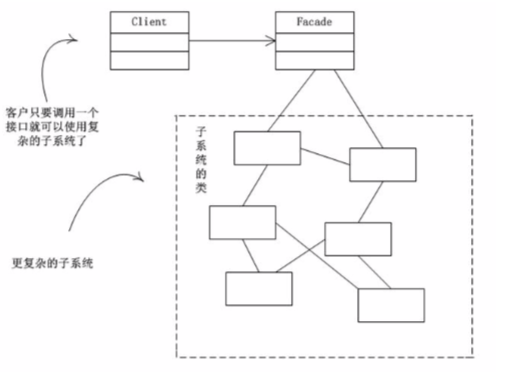 Client
Facade
客户只要调用一个
接口就可以使用复
杂的子系统了
子系统的类
更复杂的子系统